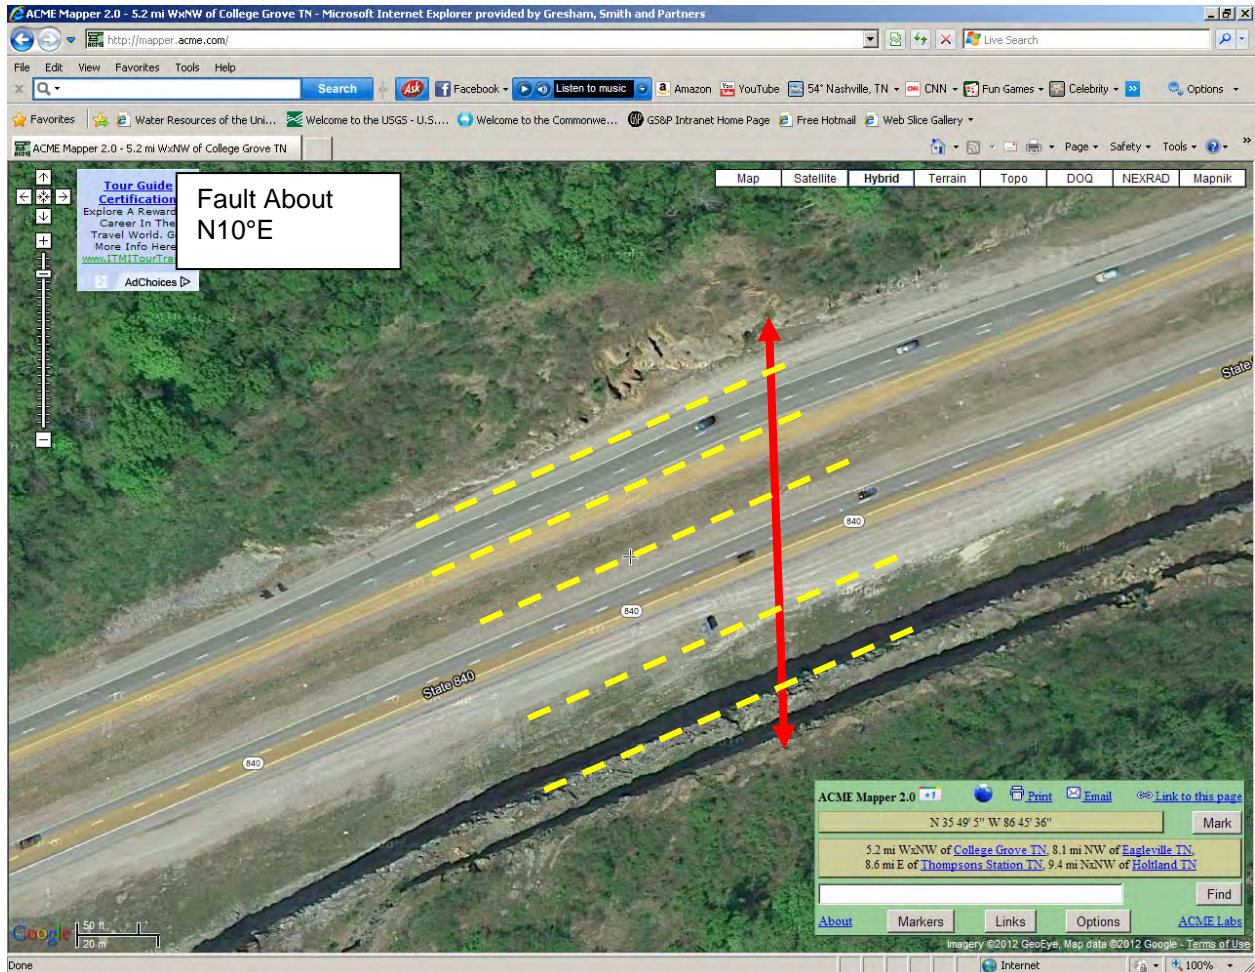 ACME Mapper 2.0 - 5.2 mi WxNW of College Grove TN - Microsoft Internet Explorer provided by Gresham, Smith and Partners
http://mapper.acme.com/
Live Search
File Edit View Favorites Tools Help
Search
Ask
Facebook
Listen to music
Amazon
YouTube
54° Nashville, TN
CNN
Fun Games
Celebrity
Options
Favorites
Water Resources of the Uni...
Welcome to the USGS - U.S....
Welcome to the Commonwe...
GS&P Intranet Home Page
Free Hotmail
Web Slice Gallery
ACME Mapper 2.0 - 5.2 mi WxNW of College Grove TN
Page Safety Tools
Map Satellite Hybrid Terrain Topo DOQ NEXRAD Mapnik
Tour Guide
Certification
Explore A Reward
Career In The
Travel World. G
More Info Here
www.ITMITourTra
AdChoices
Fault About
N10°E
State
840
840
State 840
840
ACME Mapper 2.0 +1 Print Email Link to this page
N 35 49' 5" W 86 45' 36"
Mark
5.2 mi WxNW of College Grove TN, 8.1 mi NW of Eagleville TN,
8.6 mi E of Thompsons Station TN, 9.4 mi NxNW of Holtland TN
Find
About Markers Links Options ACME Labs
Google
50 ft
20 m
Imagery ©2012 GeoEye, Map data ©2012 Google - Terms of Use
Done
Internet
100%